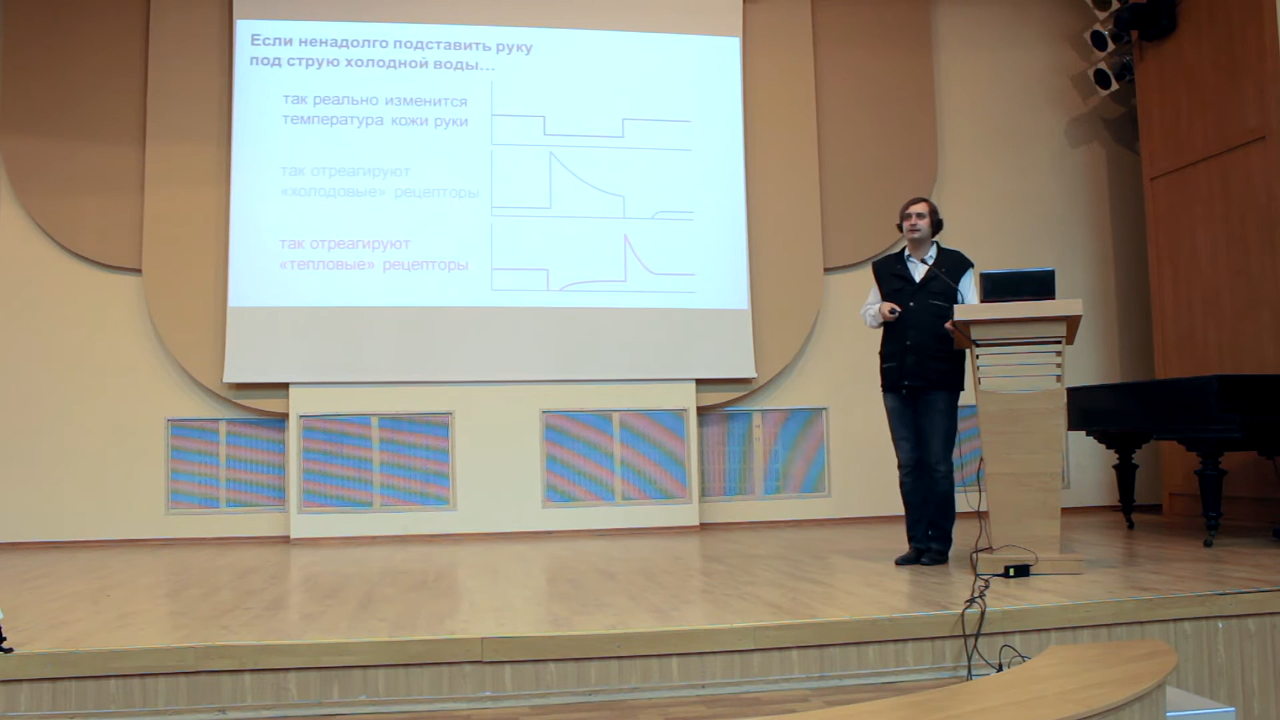 Если ненадолго подставить руку
под струю холодной воды...
так реально изменится
температура кожи руки
так отреагируют
«холодовые» рецепторы
так отреагируют
«тепловые» рецепторы